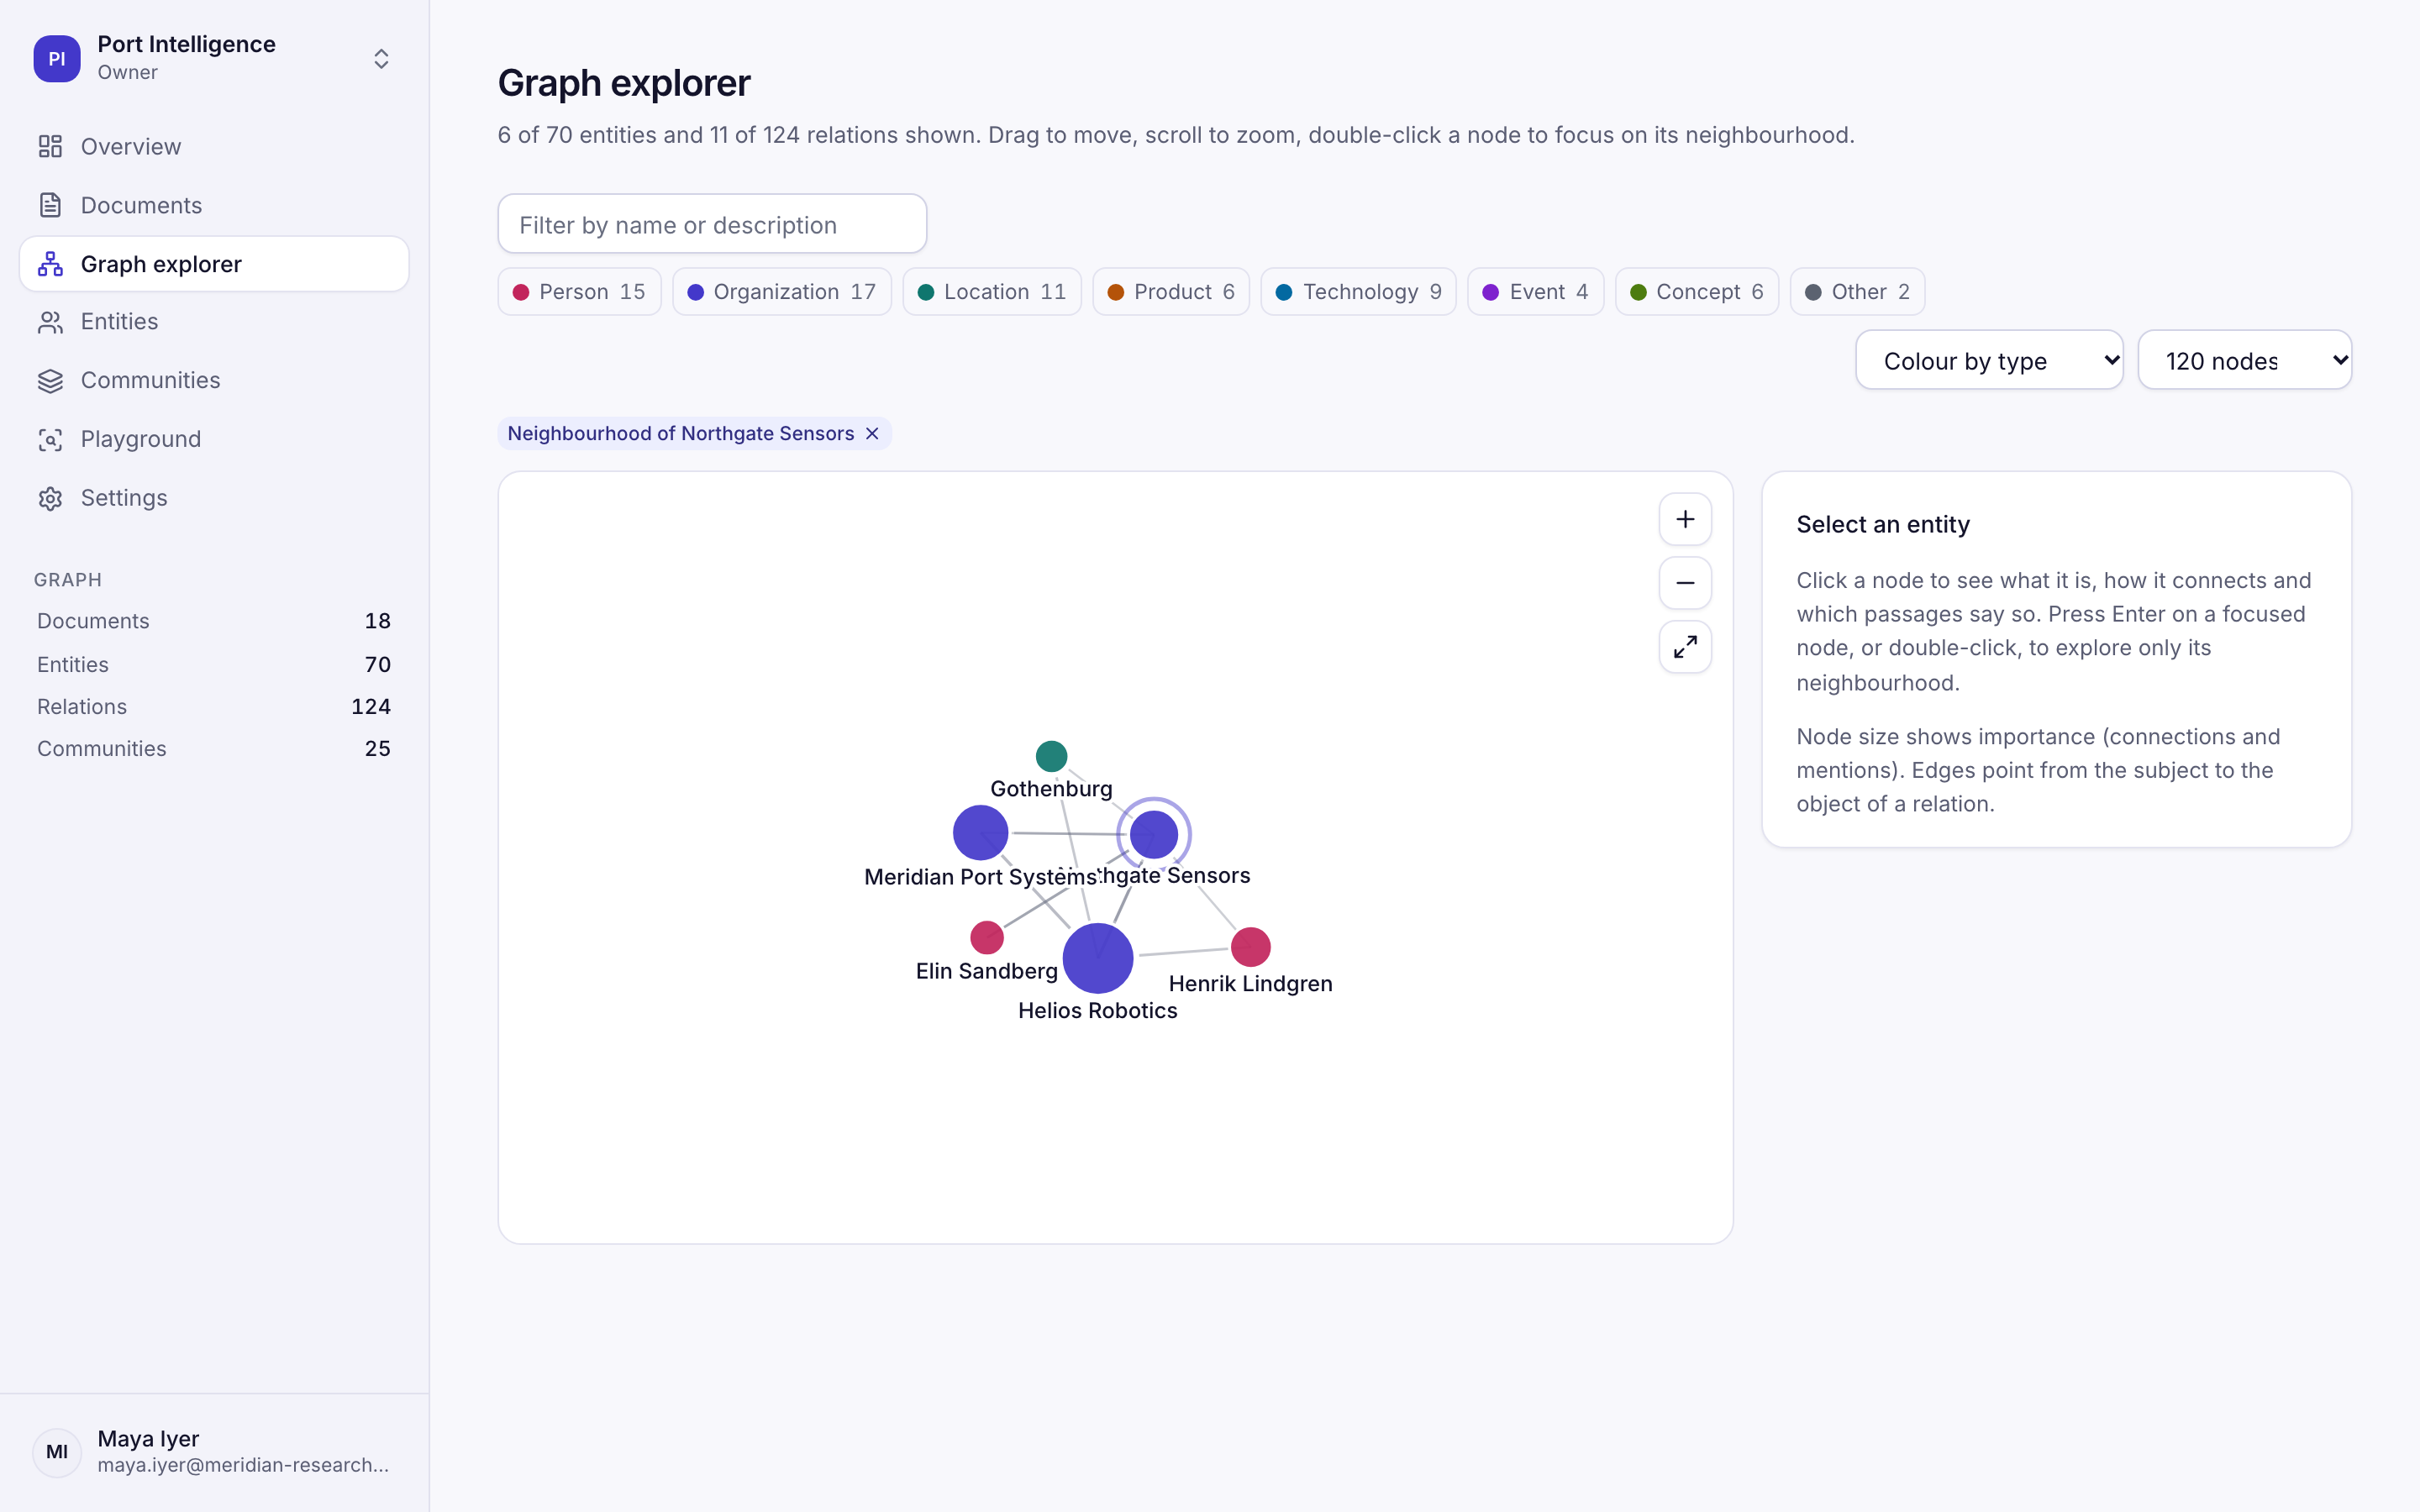 PI
Port Intelligence
Owner
Overview
Documents
Graph explorer
Entities
Communities
Playground
Settings
GRAPH
Documents 18
Entities 70
Relations 124
Communities 25
MI
Maya Iyer
maya.iyer@meridian-research...
Graph explorer
6 of 70 entities and 11 of 124 relations shown. Drag to move, scroll to zoom, double-click a node to focus on its neighbourhood.
Filter by name or description
Person 15 Organization 17 Location 11 Product 6 Technology 9 Event 4 Concept 6 Other 2
Colour by type 120 nodes
Neighbourhood of Northgate Sensors
Gothenburg
Meridian Port Systems
thgate Sensors
Elin Sandberg
Henrik Lindgren
Helios Robotics
Select an entity
Click a node to see what it is, how it connects and
which passages say so. Press Enter on a focused
node, or double-click, to explore only its
neighbourhood.
Node size shows importance (connections and
mentions). Edges point from the subject to the
object of a relation.